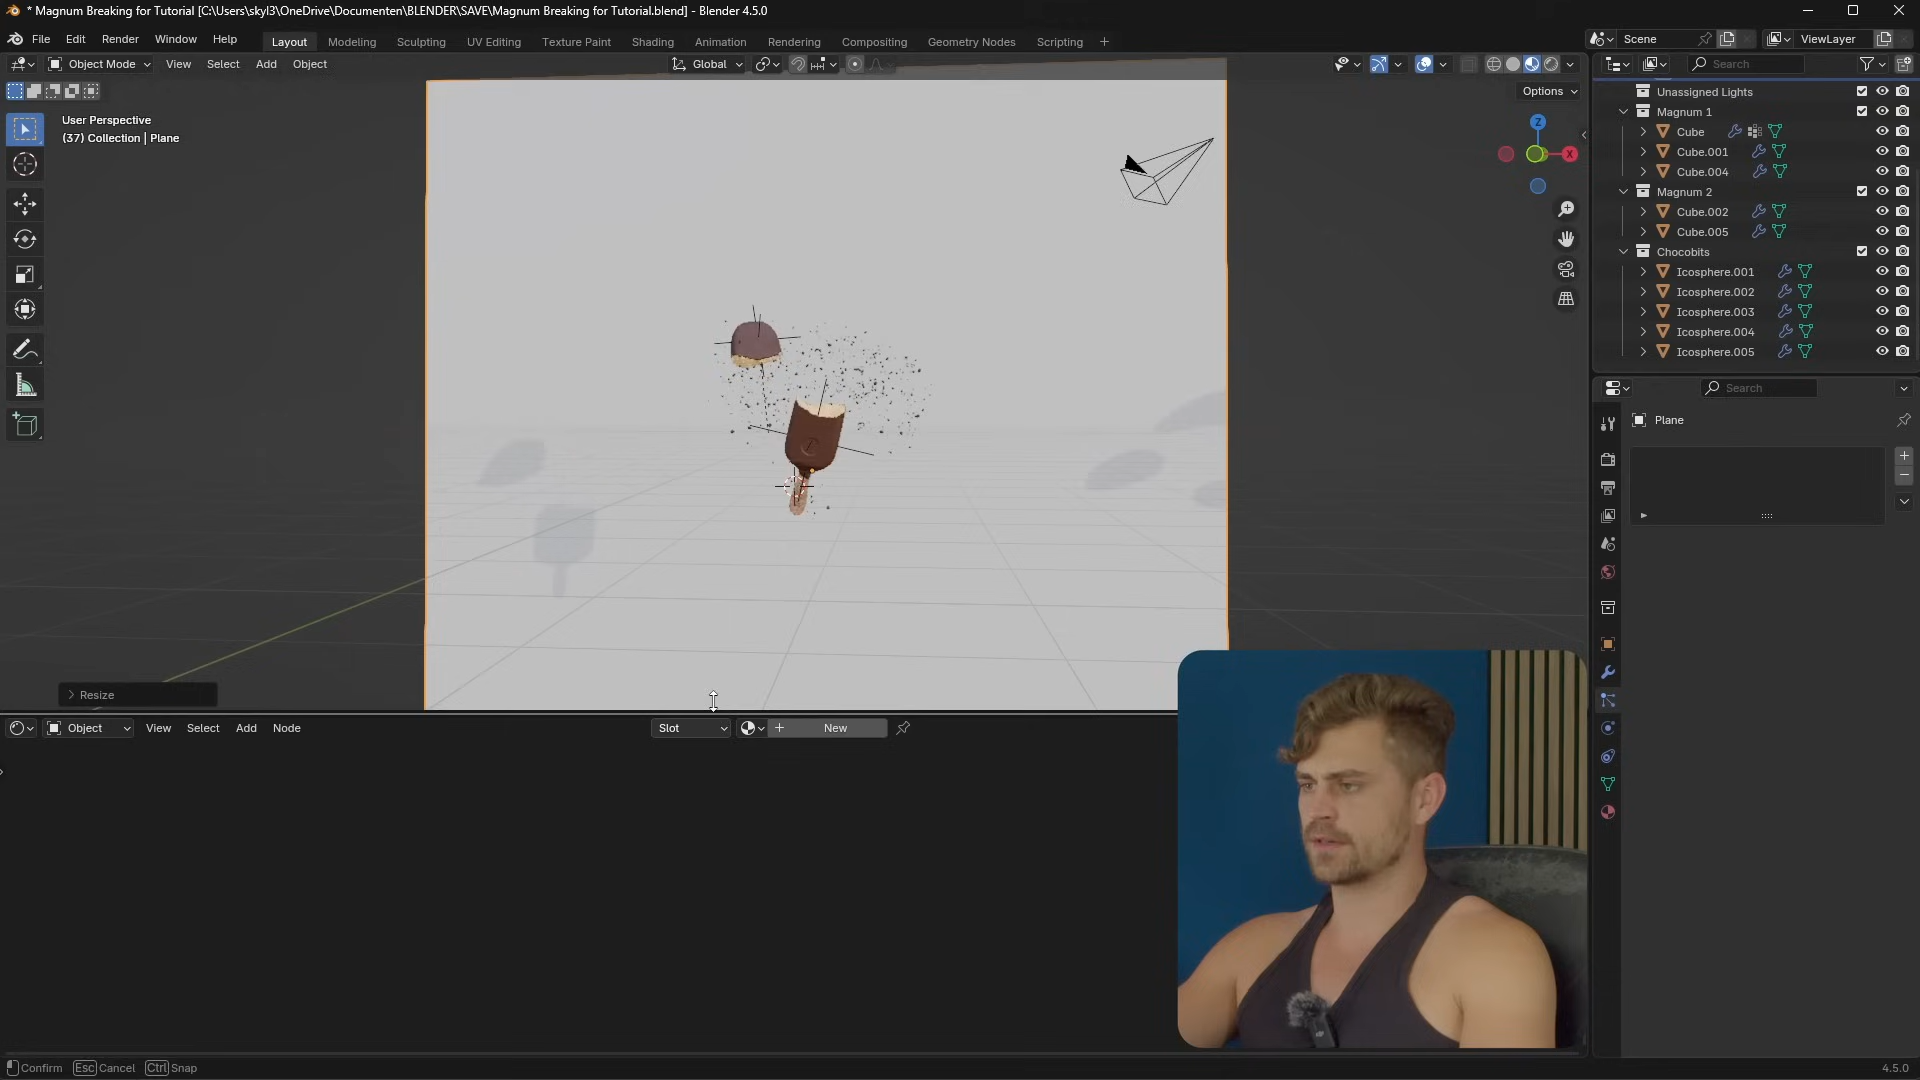 * Magnum Breaking for Tutorial [C:\Users\skyl3\OneDrive\Documenten\BLENDER\SAVE\Magnum Breaking for Tutorial.blend] - Blender 4.5.0
File Edit Render Window Help
Layout Modeling Sculpting UV Editing Texture Paint Shading Animation Rendering Compositing Geometry Nodes Scripting +
Scene
ViewLayer
Object Mode View Select Add Object
Global
Search
Options
User Perspective
(37) Collection | Plane
Z
X
Unassigned Lights
Magnum 1
Cube
Cube.001
Cube.004
Magnum 2
Cube.002
Cube.005
Chocobits
Icosphere.001
Icosphere.002
Icosphere.003
Icosphere.004
Icosphere.005
Search
Plane
Resize
Object View Select Add Node
Slot
New
Confirm Esc Cancel Ctrl Snap
4.5.0